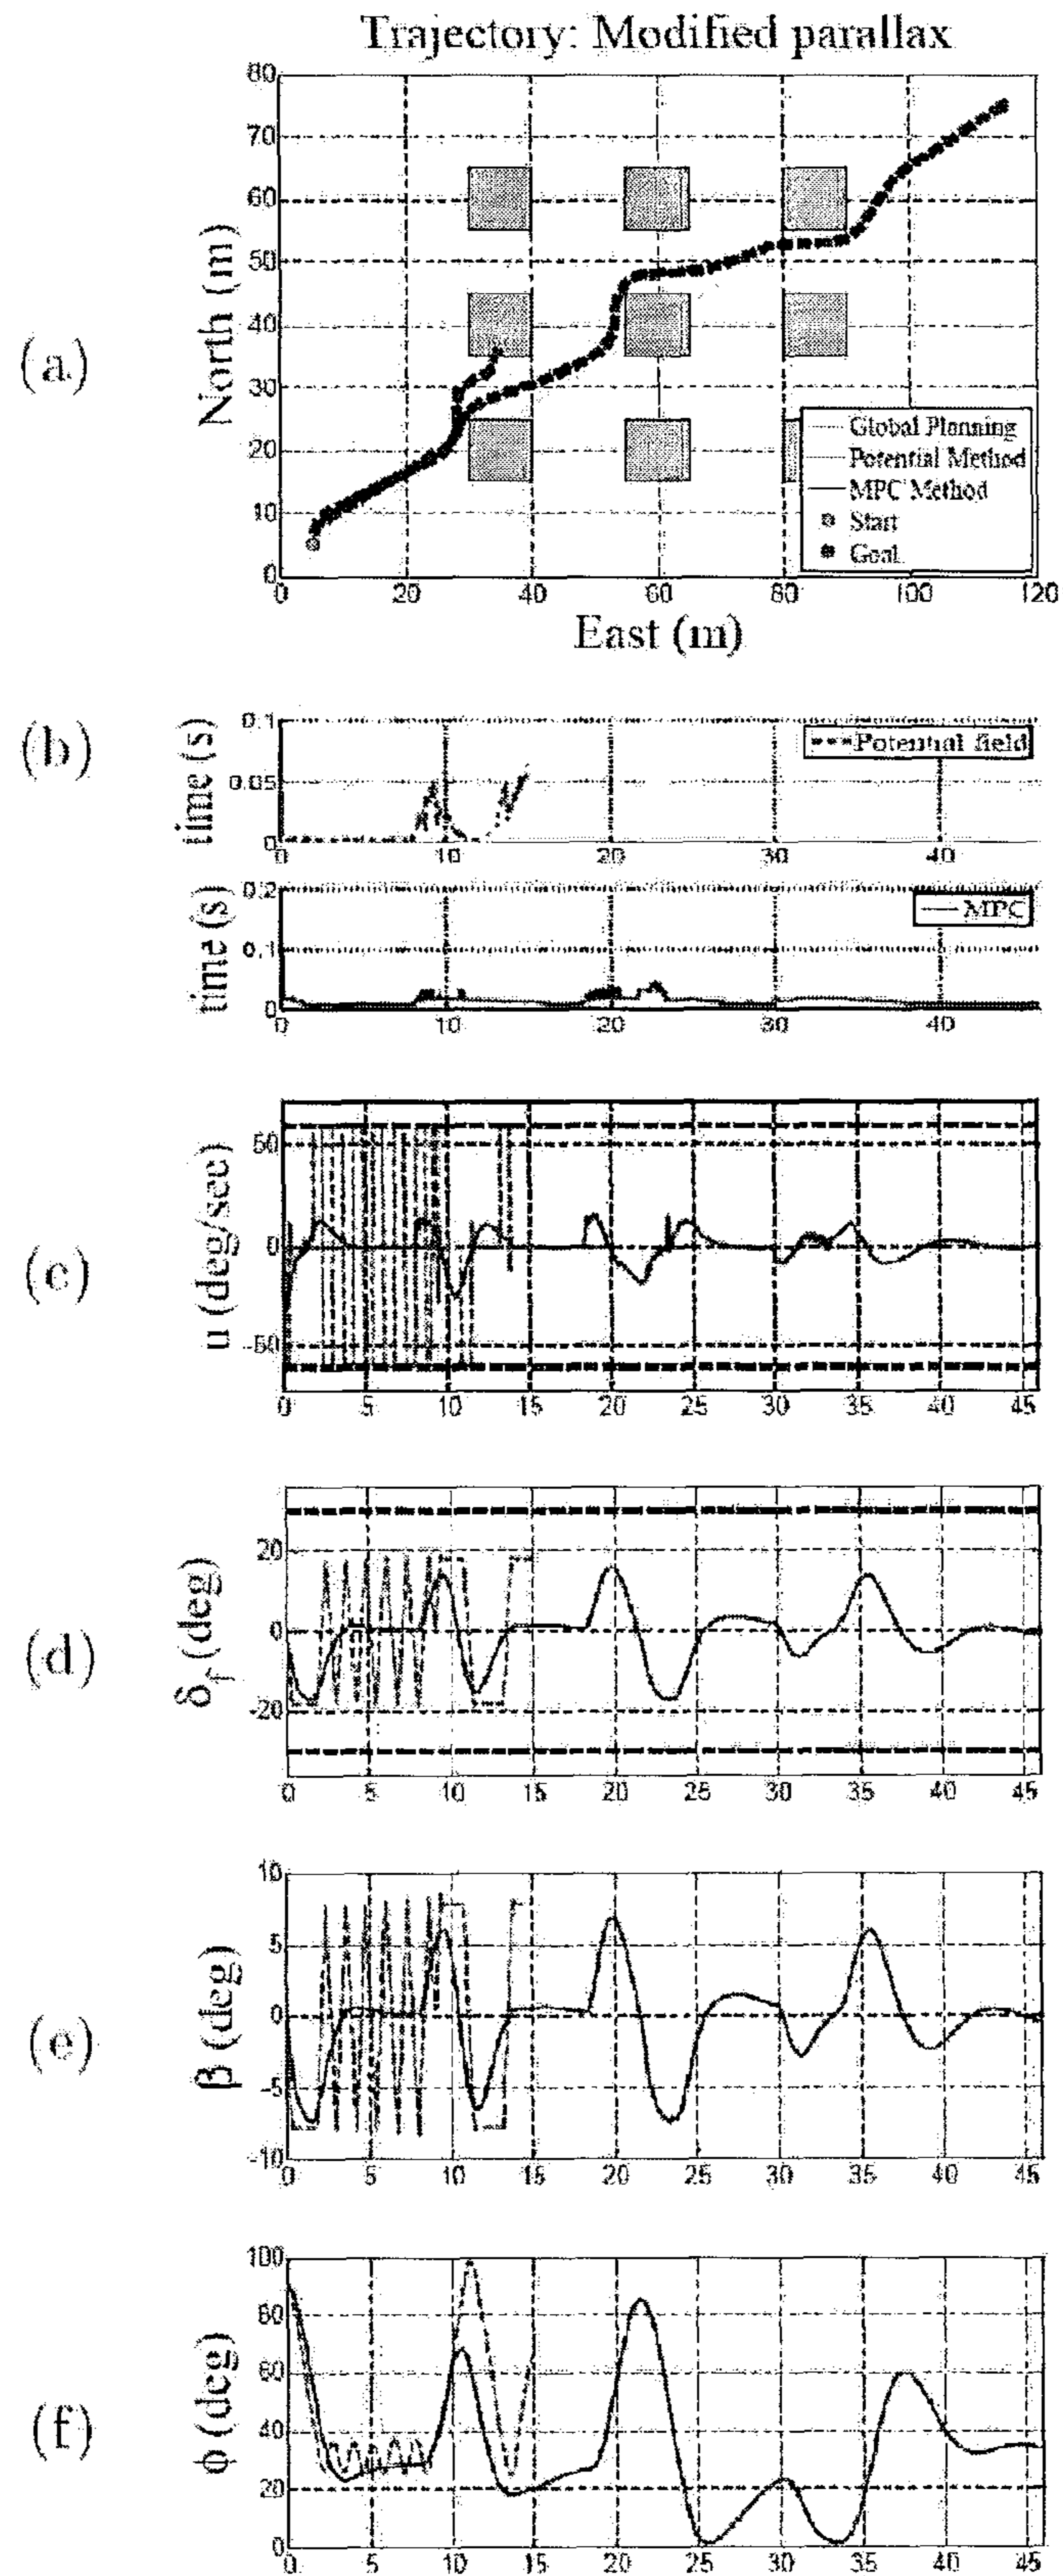 Trajectory: Modified parallax
(a)
North (m)
80
70
60
50
40
30
20
10
0
0 20 40 60 80 100 120
East (m)
Global Planning
Potential Method
MPC Method
Start
Goal
(b)
time (s)
0.1
0.05
0
0 10 20 30 40
Potential field
time (s)
0.2
0.1
0
0 10 20 30 40
MPC
(c)
u (deg/sec)
50
0
-50
0 5 10 15 20 25 30 35 40 45
(d)
δf (deg)
20
0
-20
0 5 10 15 20 25 30 35 40 45
(e)
β (deg)
10
5
0
-5
-10
0 5 10 15 20 25 30 35 40 45
(f)
ϕ (deg)
100
80
60
40
20
0
0 5 10 15 20 25 30 35 40 45